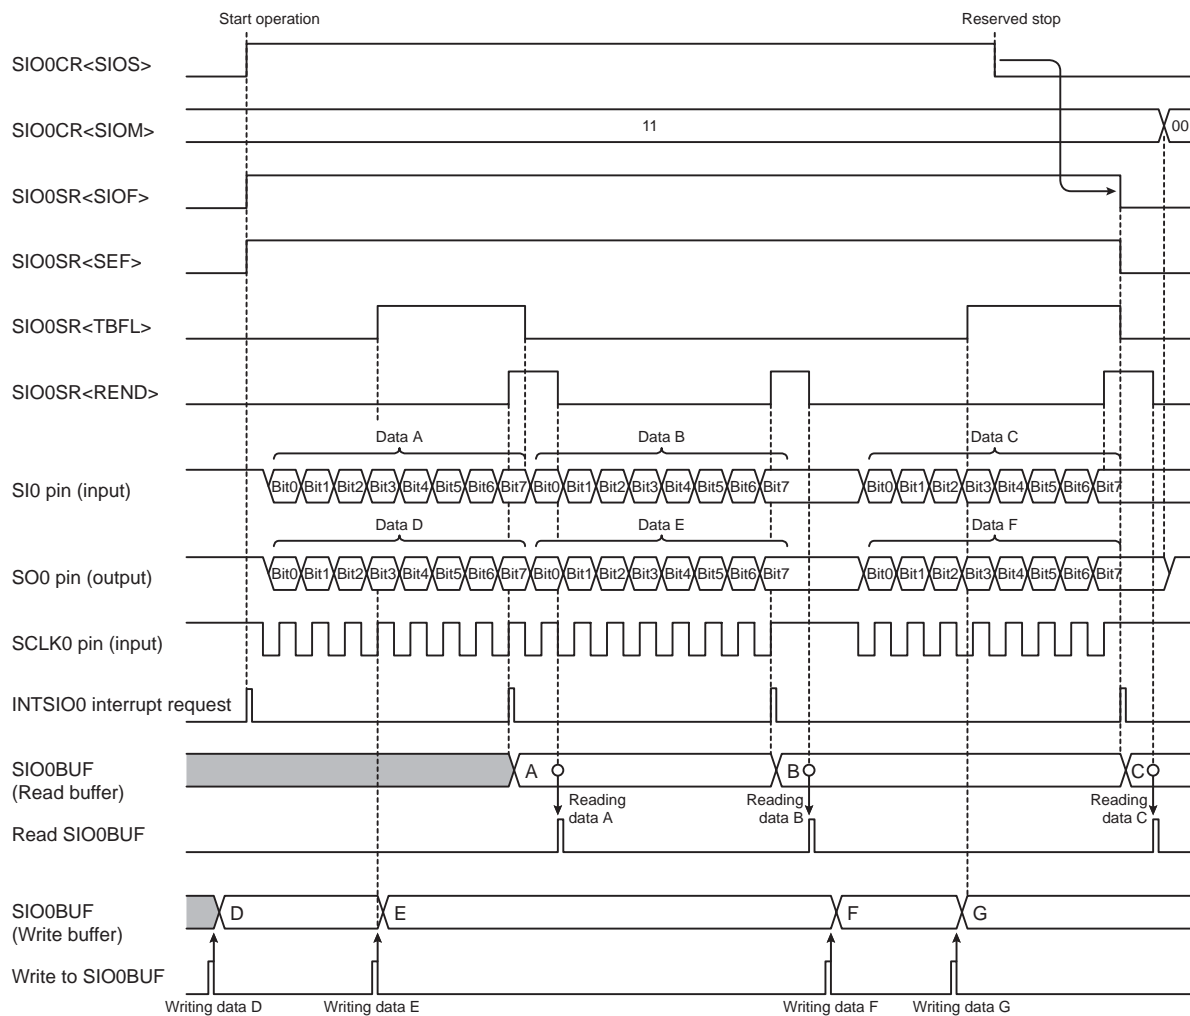 Start operation Reserved stop
SIO0CR<SIOS>
SIO0CR<SIOM> 11 00
SIO0SR<SIOF>
SIO0SR<SEF>
SIO0SR<TBFL>
SIO0SR<REND>
Data A Data B Data C
SI0 pin (input) Bit0 Bit1 Bit2 Bit3 Bit4 Bit5 Bit6 Bit7 Bit0 Bit1 Bit2 Bit3 Bit4 Bit5 Bit6 Bit7 Bit0 Bit1 Bit2 Bit3 Bit4 Bit5 Bit6 Bit7
Data D Data E Data F
SO0 pin (output) Bit0 Bit1 Bit2 Bit3 Bit4 Bit5 Bit6 Bit7 Bit0 Bit1 Bit2 Bit3 Bit4 Bit5 Bit6 Bit7 Bit0 Bit1 Bit2 Bit3 Bit4 Bit5 Bit6 Bit7
SCLK0 pin (input)
INTSIO0 interrupt request
SIO0BUF A B C
(Read buffer)
Reading Reading Reading
data A data B data C
Read SIO0BUF
SIO0BUF D E F G
(Write buffer)
Write to SIO0BUF
Writing data D Writing data E Writing data F Writing data G